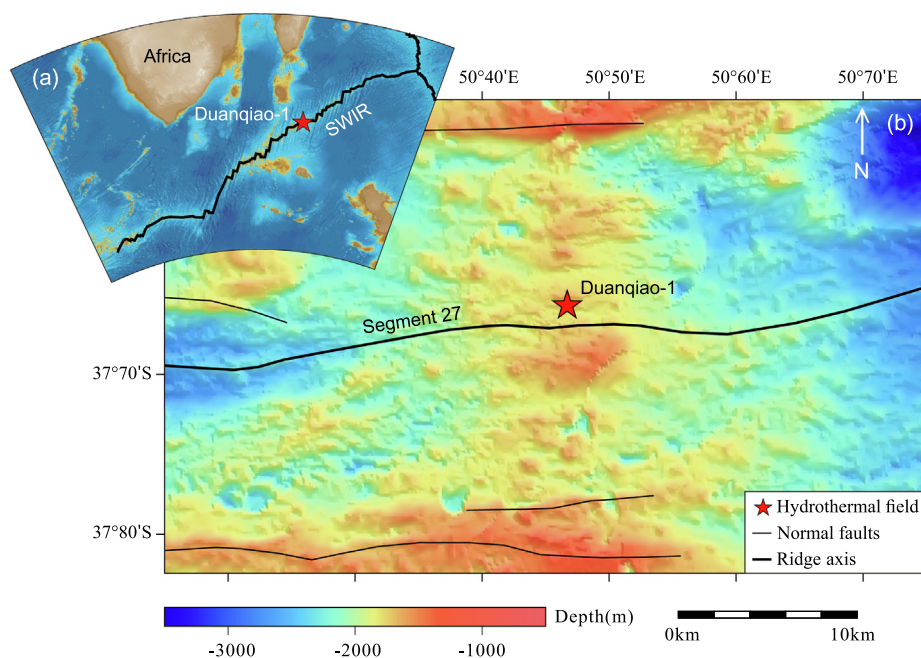 (a)
Africa
Duanqiao-1
SWIR
50°40'E
50°50'E
50°60'E
50°70'E
(b)
N
Duanqiao-1
Segment 27
37°70'S
37°80'S
Hydrothermal field
Normal faults
Ridge axis
Depth(m)
-3000
-2000
-1000
0km
10km